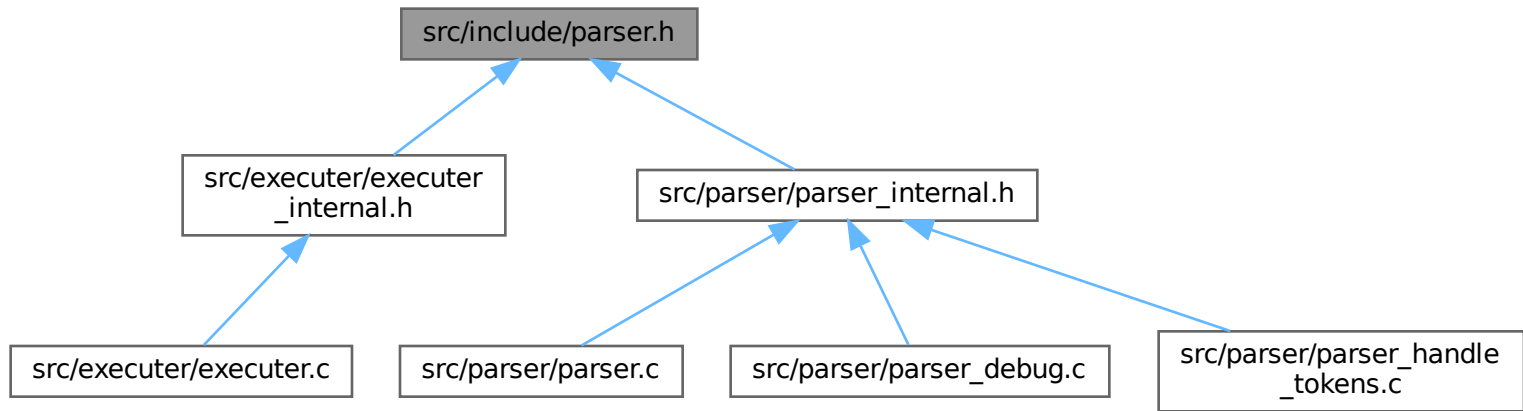 src/include/parser.h
src/executer/executer
_internal.h
src/parser/parser_internal.h
src/executer/executer.c
src/parser/parser.c
src/parser/parser_debug.c
src/parser/parser_handle
_tokens.c